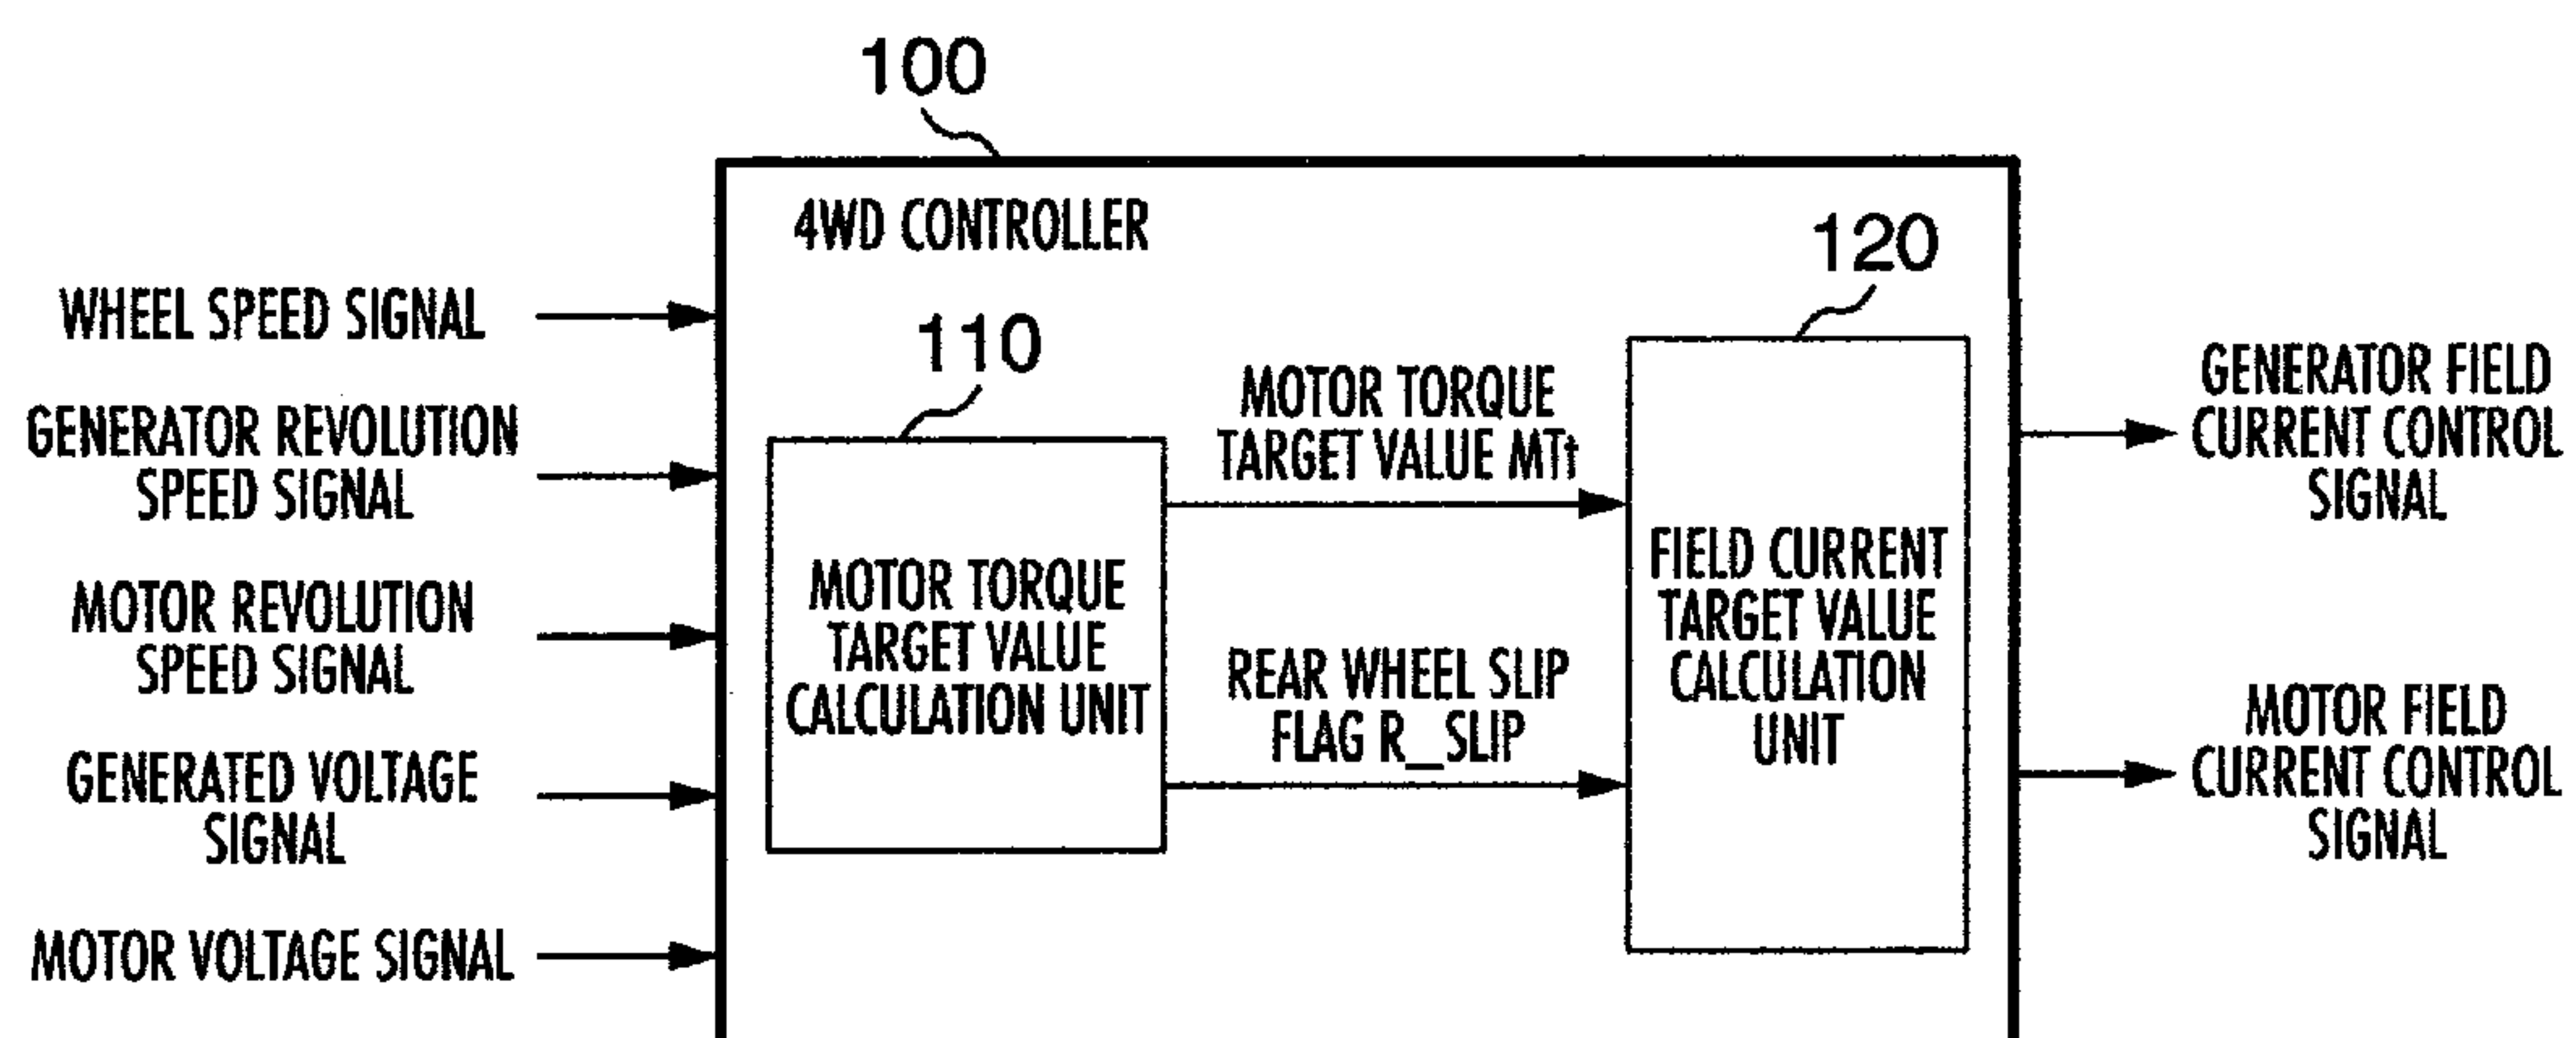 100
4WD CONTROLLER
120
WHEEL SPEED SIGNAL
110
GENERATOR REVOLUTION
SPEED SIGNAL
MOTOR REVOLUTION
SPEED SIGNAL
GENERATED VOLTAGE
SIGNAL
MOTOR VOLTAGE SIGNAL
MOTOR TORQUE
TARGET VALUE
CALCULATION UNIT
MOTOR TORQUE
TARGET VALUE MTt
REAR WHEEL SLIP
FLAG R_SLIP
FIELD CURRENT
TARGET VALUE
CALCULATION
UNIT
GENERATOR FIELD
CURRENT CONTROL
SIGNAL
MOTOR FIELD
CURRENT CONTROL
SIGNAL